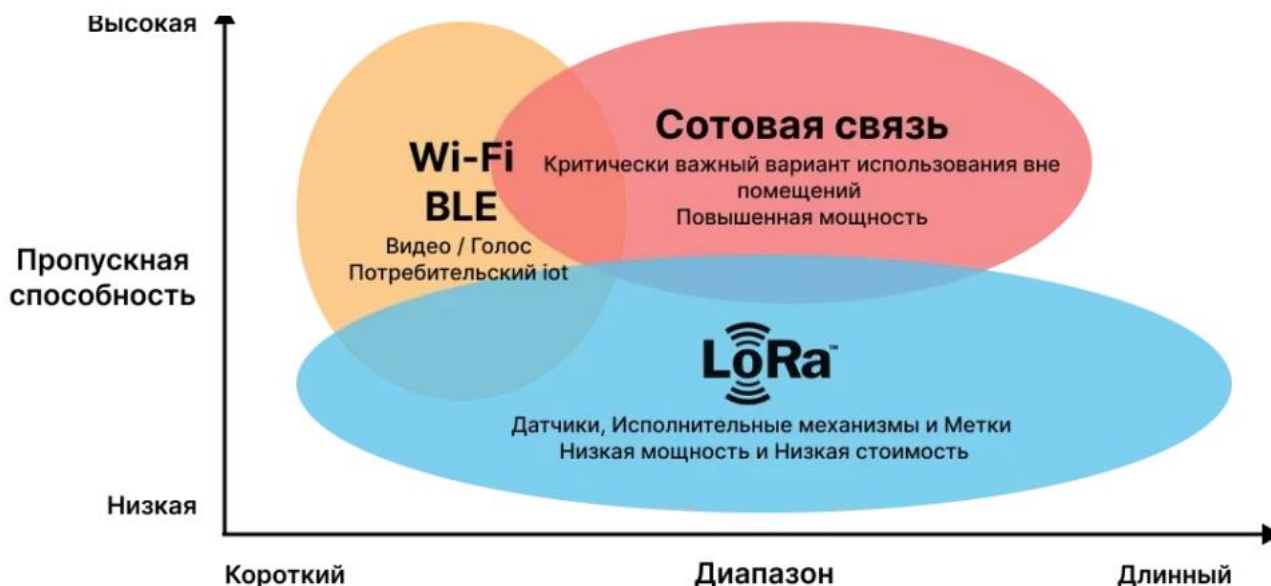 Высокая
Wi-Fi
BLE
Видео / Голос
Потребительский iot
Сотовая связь
Критически важный вариант использования вне
помещений
Повышенная мощность
Пропускная
способность
LoRa™
Датчики, Исполнительные механизмы и Метки
Низкая мощность и Низкая стоимость
Низкая
Короткий
Диапазон
Длинный